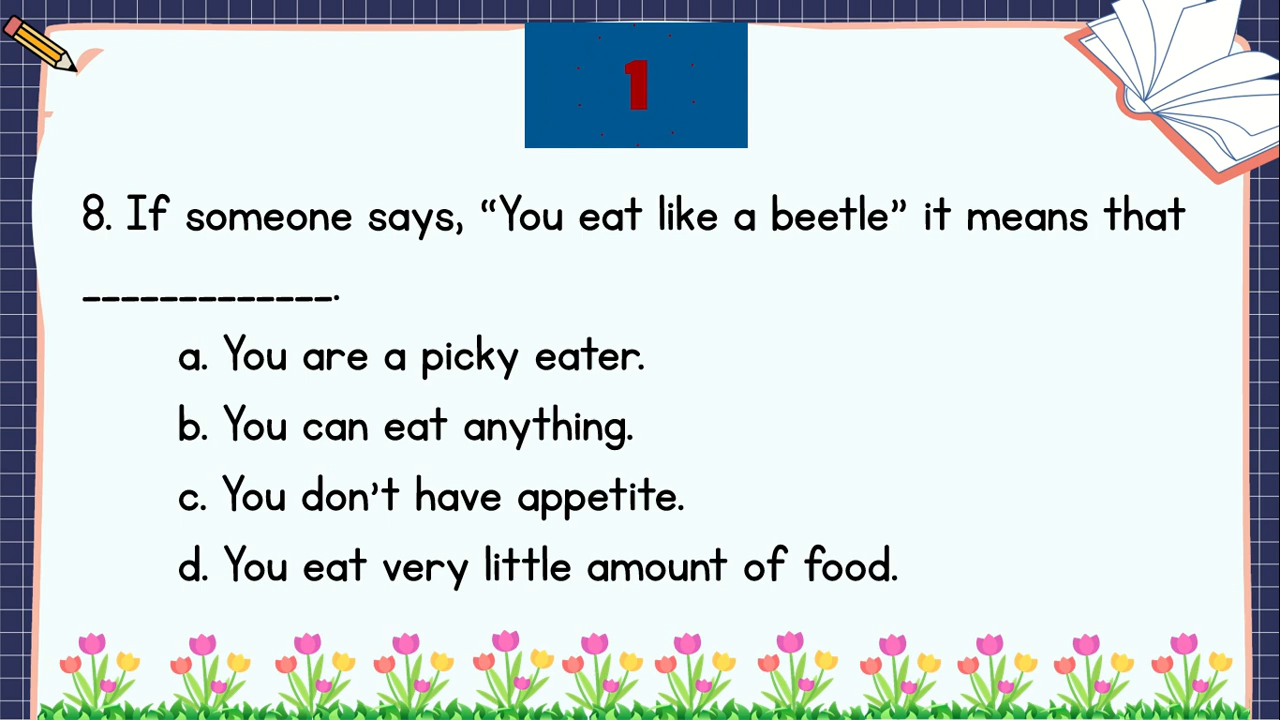 1
8. If someone says, “You eat like a beetle” it means that
_____________.
a. You are a picky eater.
b. You can eat anything.
c. You don’t have appetite.
d. You eat very little amount of food.